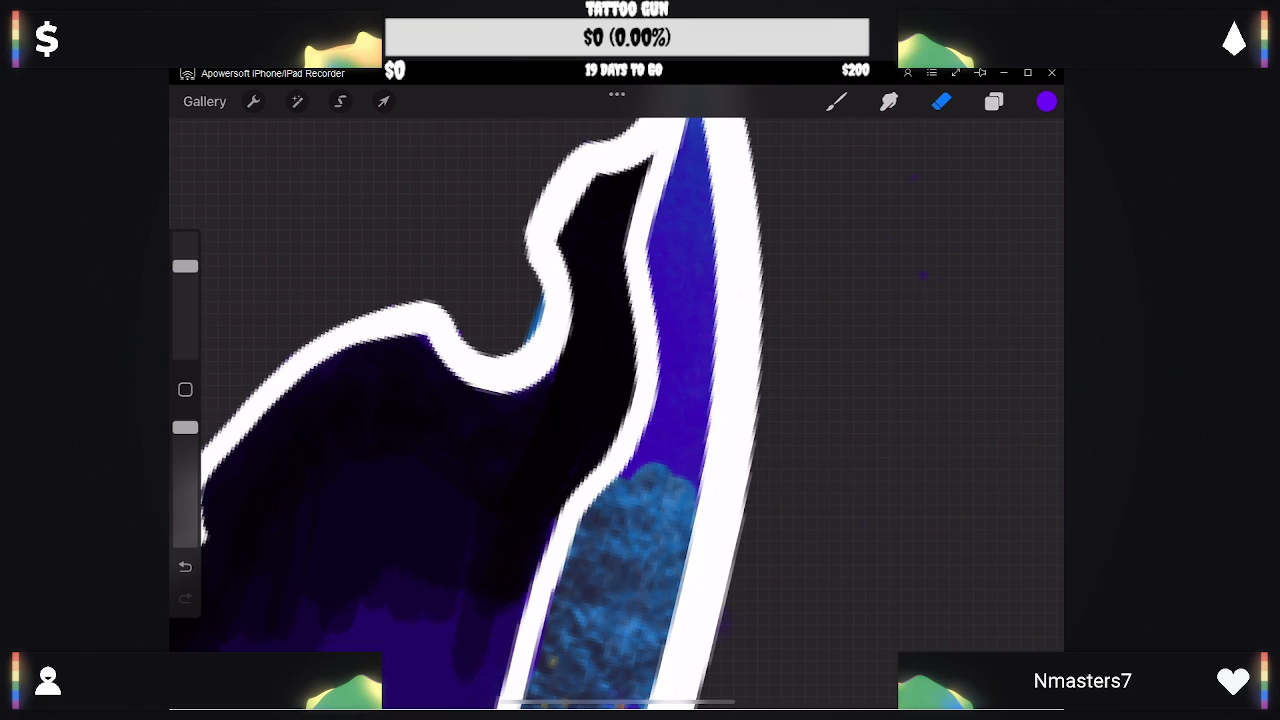 TATTOO GUN
$0 (0.00%)
$0
19 DAYS TO GO
$200
Apowersoft iPhone/iPad Recorder
Gallery
Nmasters7